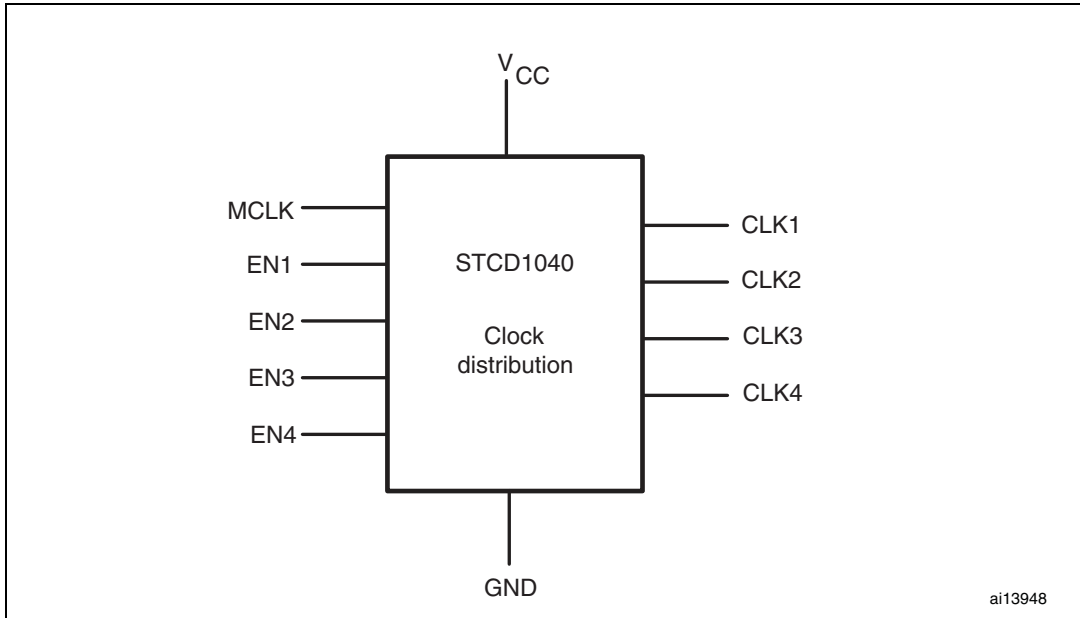 VCC
MCLK
EN1
EN2
EN3
EN4
STCD1040
Clock
distribution
CLK1
CLK2
CLK3
CLK4
GND
ai13948